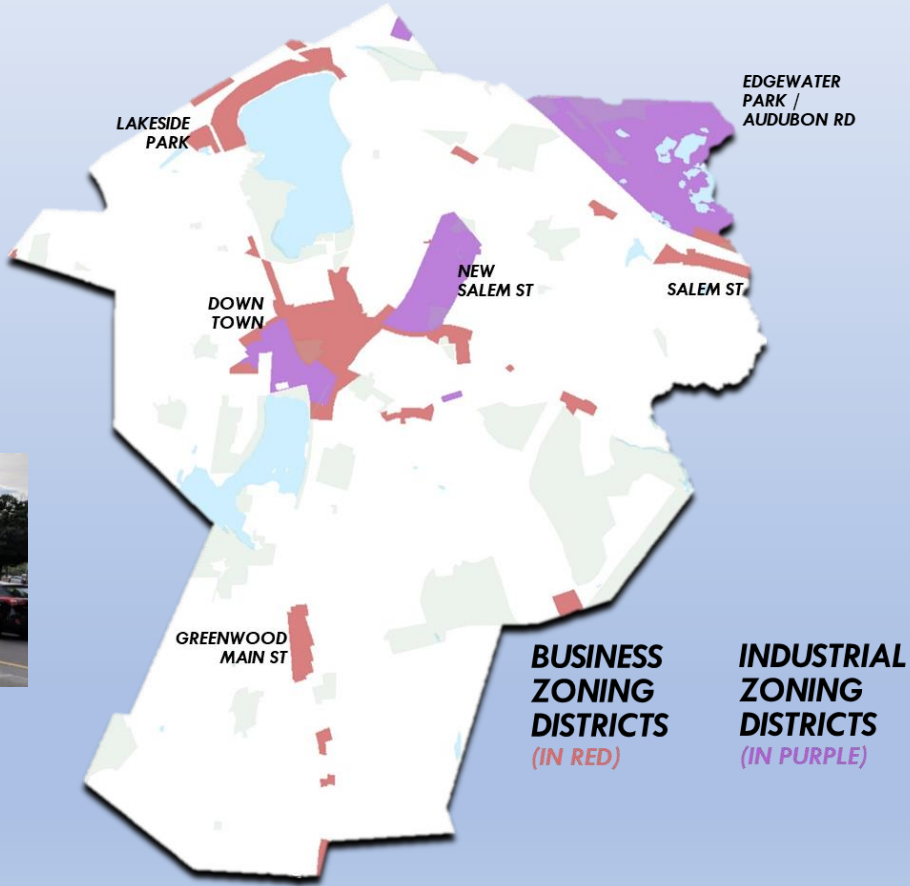 EDGEWATER
PARK /
AUDUBON RD
LAKESIDE
PARK
NEW
SALEM ST
SALEM ST
DOWN
TOWN
GREENWOOD
MAIN ST
BUSINESS
ZONING
DISTRICTS
(IN RED)
INDUSTRIAL
ZONING
DISTRICTS
(IN PURPLE)